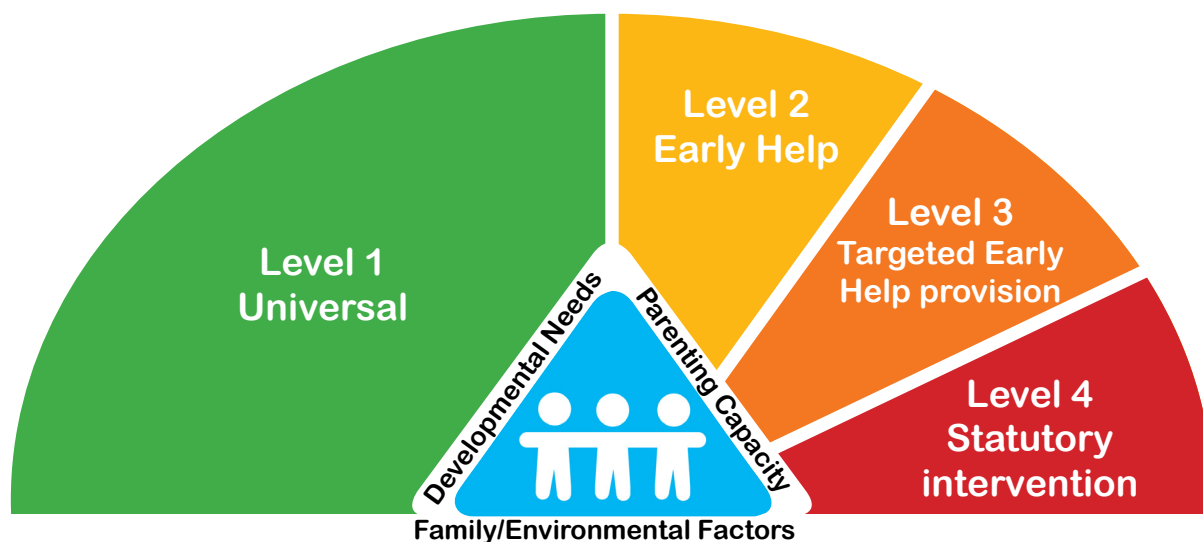 Level 1
Universal
Level 2
Early Help
Level 3
Targeted Early
Help provision
Level 4
Statutory
intervention
Developmental Needs
Parenting Capacity
Family/Environmental Factors